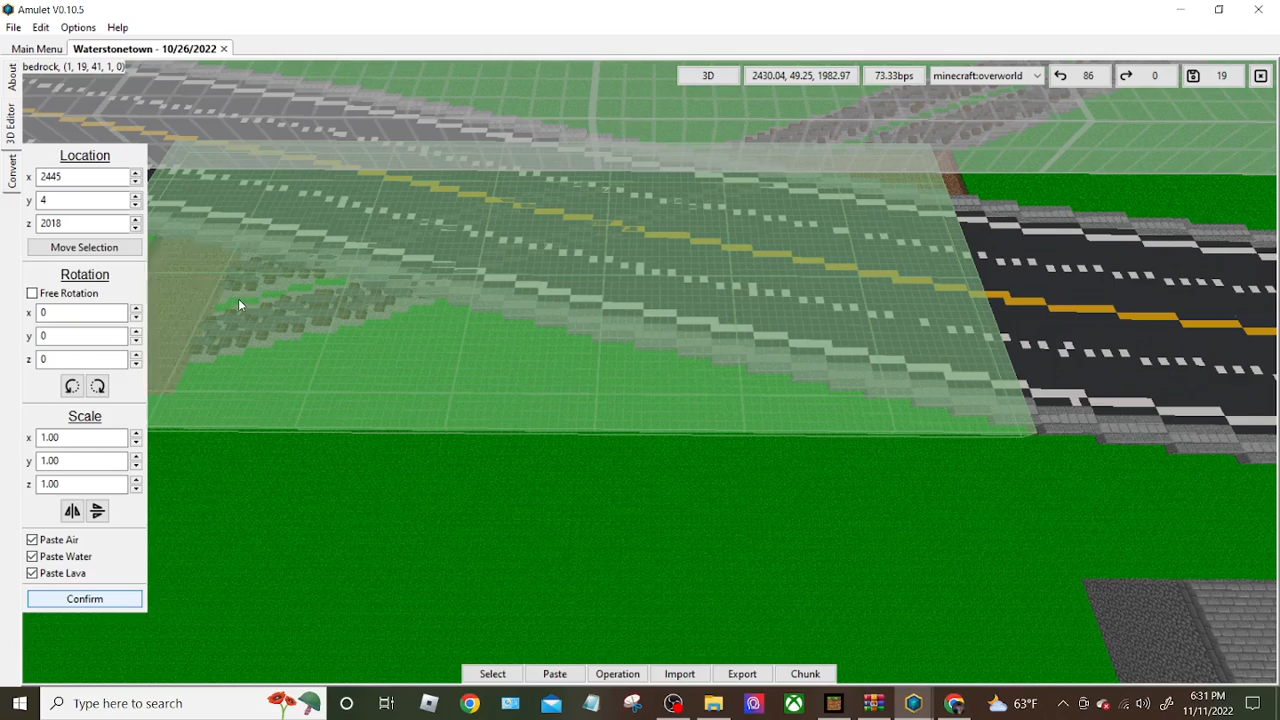 Amulet V0.10.5
File Edit Options Help
Main Menu Waterstonetown - 10/26/2022
About
3D Editor
Convert
bedrock, (1, 19, 41, 1, 0)
3D 2430.04, 49.25, 1982.97 73.33bps minecraft:overworld 86 0 19
Location
x 2445
y 4
z 2018
Move Selection
Rotation
Free Rotation
x 0
y 0
z 0
Scale
x 1.00
y 1.00
z 1.00
Paste Air
Paste Water
Paste Lava
Confirm
Select Paste Operation Import Export Chunk
Type here to search
63°F
6:31 PM
11/11/2022